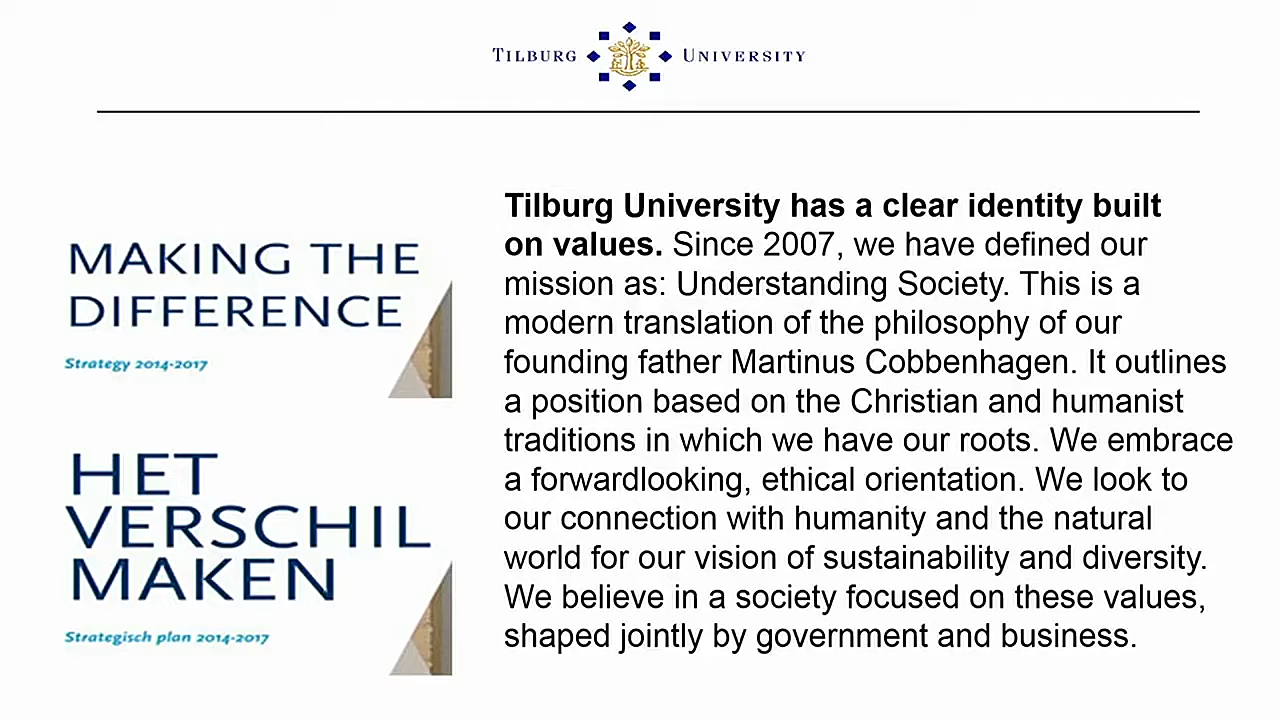 TILBURG UNIVERSITY
MAKING THE
DIFFERENCE
Strategy 2014-2017
HET
VERSCHIL
MAKEN
Strategisch plan 2014-2017
Tilburg University has a clear identity built
on values. Since 2007, we have defined our
mission as: Understanding Society. This is a
modern translation of the philosophy of our
founding father Martinus Cobbenhagen. It outlines
a position based on the Christian and humanist
traditions in which we have our roots. We embrace
a forwardlooking, ethical orientation. We look to
our connection with humanity and the natural
world for our vision of sustainability and diversity.
We believe in a society focused on these values,
shaped jointly by government and business.